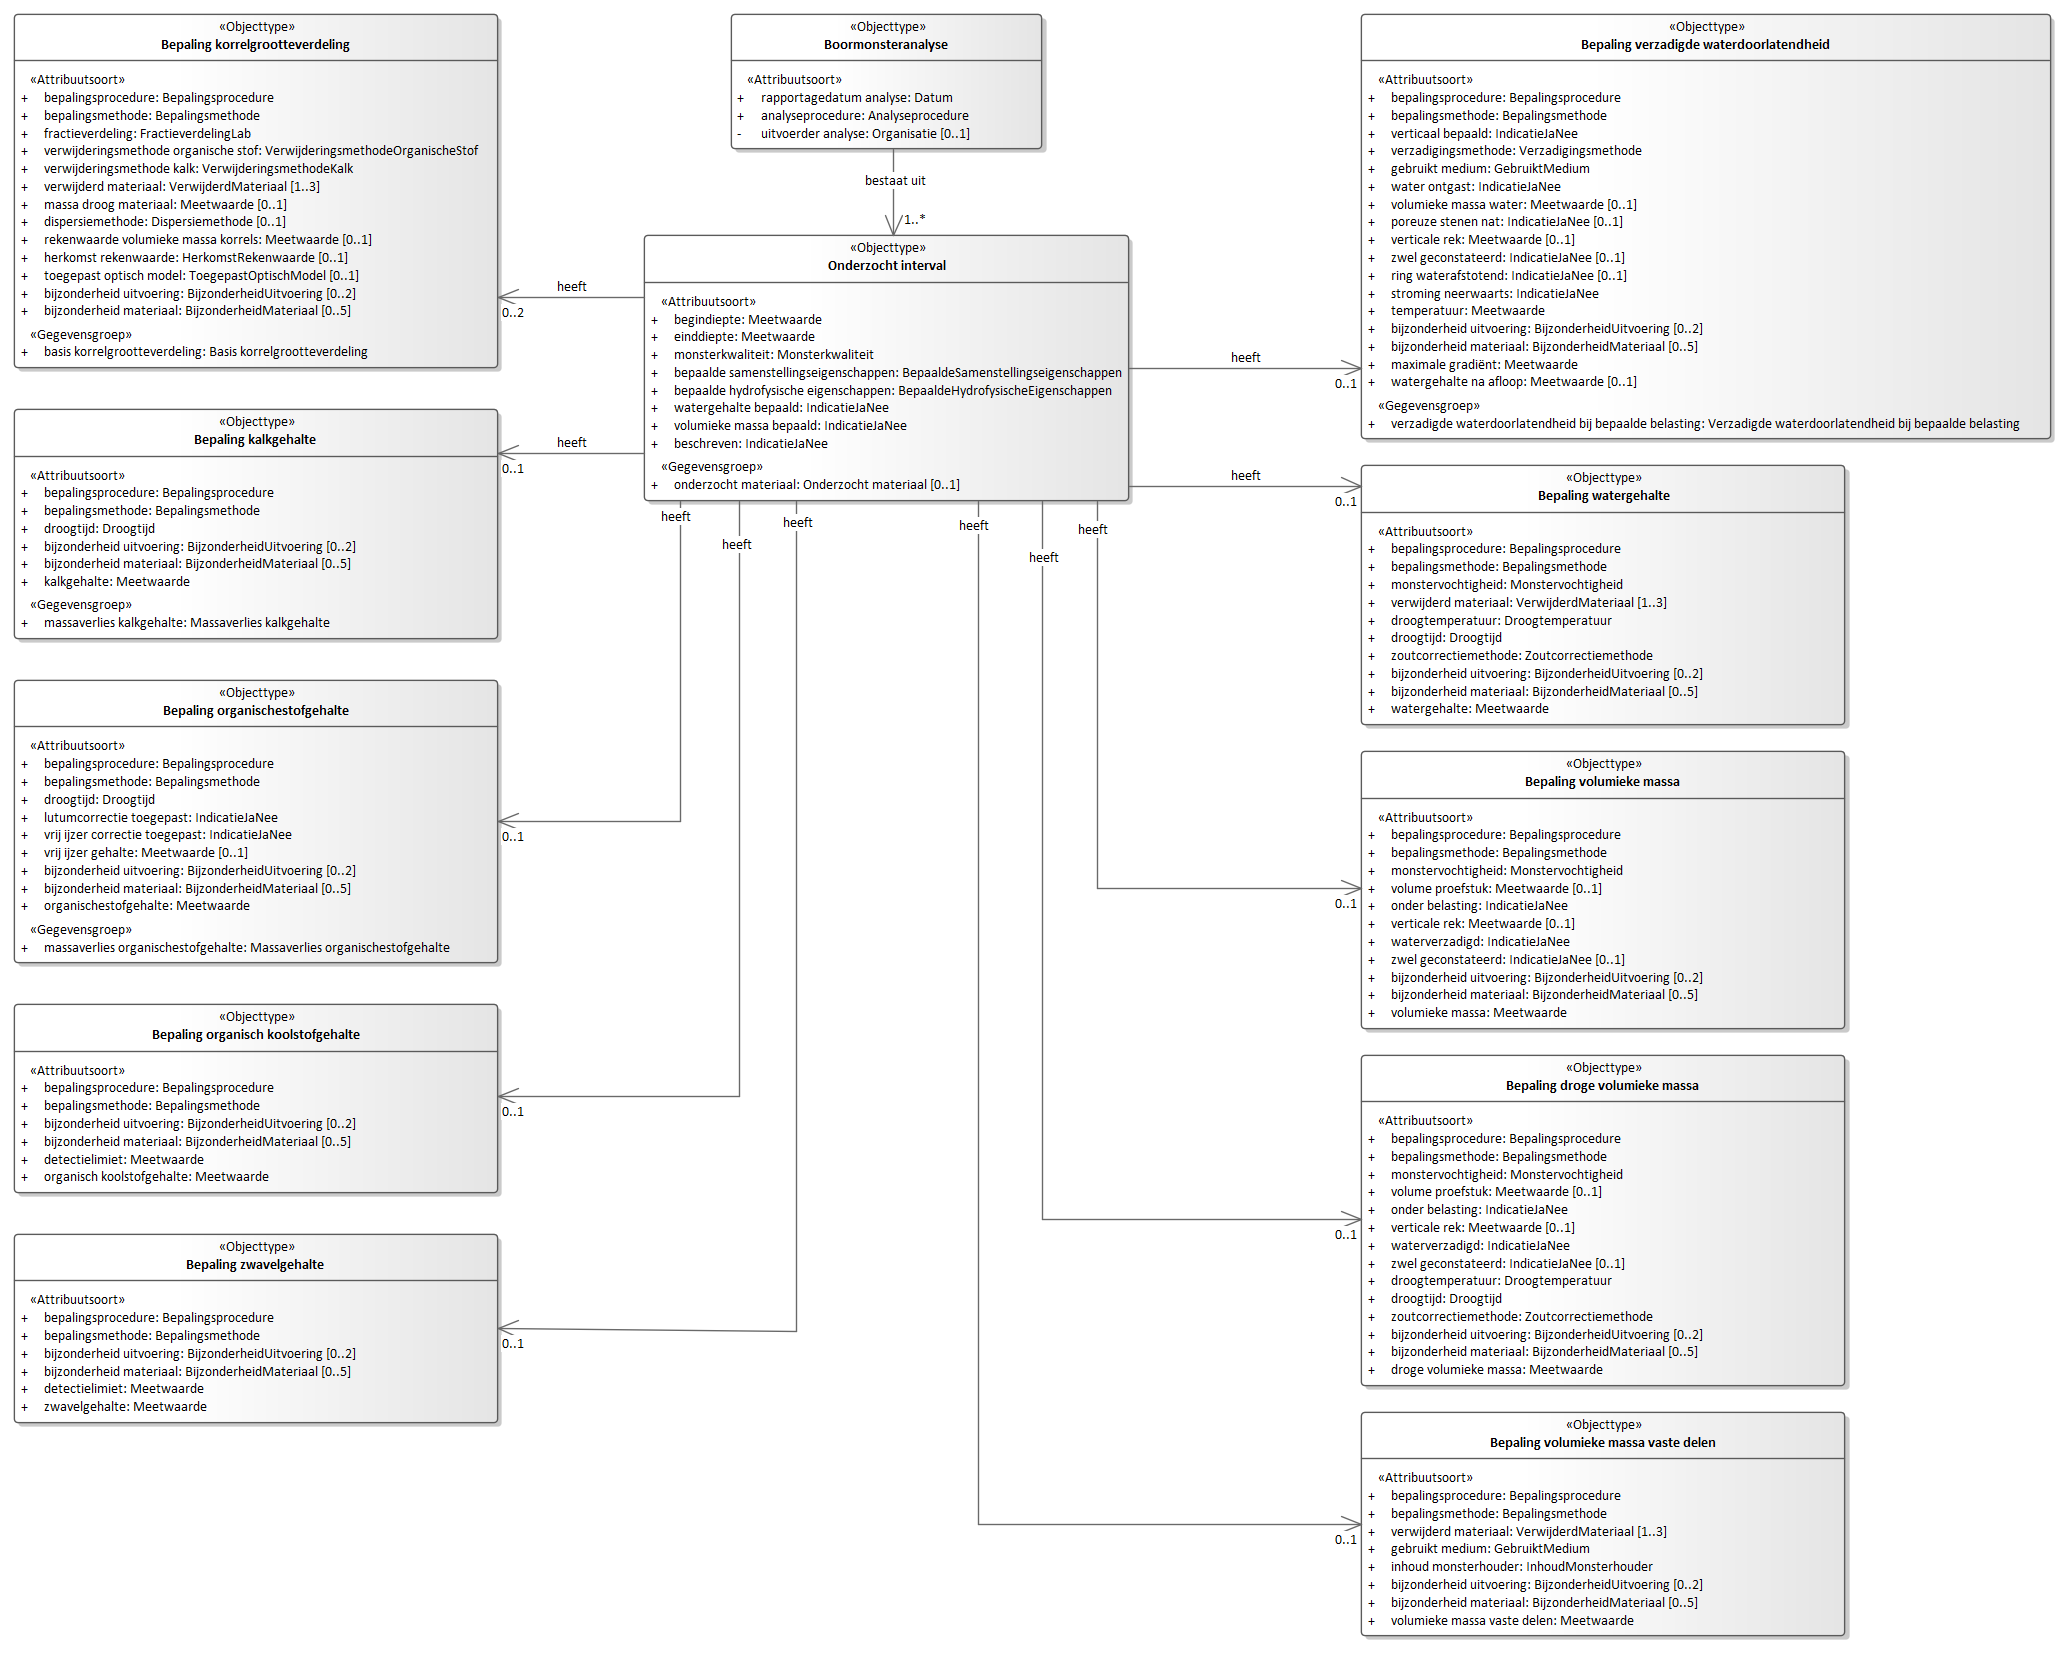 «Objecttype»
Bepaling korrelgrootteverdeling
«Attribuutsoort»
+ bepalingsprocedure: Bepalingsprocedure
+ bepalingsmethode: Bepalingsmethode
+ fractieverdeling: FractieverdelingLab
+ verwijderingsmethode organische stof: VerwijderingsmethodeOrganischeStof
+ verwijderingsmethode kalk: VerwijderingsmethodeKalk
+ verwijderd materiaal: VerwijderdMateriaal [1..3]
+ massa droog materiaal: Meetwaarde [0..1]
+ dispersiemethode: Dispersiemethode [0..1]
+ rekenwaarde volumieke massa korrels: Meetwaarde [0..1]
+ herkomst rekenwaarde: HerkomstRekenwaarde [0..1]
+ toegepast optisch model: ToegepastOptischModel [0..1]
+ bijzonderheid uitvoering: BijzonderheidUitvoering [0..2]
+ bijzonderheid materiaal: BijzonderheidMateriaal [0..5]
«Gegevensgroep»
+ basis korrelgrootteverdeling: Basis korrelgrootteverdeling
«Objecttype»
Boormonsteranalyse
«Attribuutsoort»
+ rapportagedatum analyse: Datum
+ analyseprocedure: Analyseprocedure
- uitvoerder analyse: Organisatie [0..1]
bestaat uit
1..*
«Objecttype»
Onderzocht interval
«Attribuutsoort»
+ begindiepte: Meetwaarde
+ einddiepte: Meetwaarde
+ monsterkwaliteit: Monsterkwaliteit
+ bepaalde samenstellingseigenschappen: BepaaldeSamenstellingseigenschappen
+ bepaalde hydrofysische eigenschappen: BepaaldeHydrofysischeEigenschappen
+ watergehalte bepaald: IndicatieJaNee
+ volumieke massa bepaald: IndicatieJaNee
+ beschreven: IndicatieJaNee
«Gegevensgroep»
+ onderzocht materiaal: Onderzocht materiaal [0..1]
heeft
0..2
heeft
0..1
heeft
0..1
heeft
0..1
heeft
0..1
heeft
0..1
heeft
0..1
heeft
0..1
heeft
0..1
heeft
0..1
«Objecttype»
Bepaling verzadigde waterdoorlatendheid
«Attribuutsoort»
+ bepalingsprocedure: Bepalingsprocedure
+ bepalingsmethode: Bepalingsmethode
+ verticaal bepaald: IndicatieJaNee
+ verzadigingsmethode: Verzadigingsmethode
+ gebruikt medium: GebruiktMedium
+ water ontgast: IndicatieJaNee
+ volumieke massa water: Meetwaarde [0..1]
+ poreuze stenen nat: IndicatieJaNee [0..1]
+ verticale rek: Meetwaarde [0..1]
+ zwel geconstateerd: IndicatieJaNee [0..1]
+ ring waterafstotend: IndicatieJaNee [0..1]
+ stroming neerwaarts: IndicatieJaNee
+ temperatuur: Meetwaarde
+ bijzonderheid uitvoering: BijzonderheidUitvoering [0..2]
+ bijzonderheid materiaal: BijzonderheidMateriaal [0..5]
+ maximale gradiënt: Meetwaarde
+ watergehalte na afloop: Meetwaarde [0..1]
«Gegevensgroep»
+ verzadigde waterdoorlatendheid bij bepaalde belasting: Verzadigde waterdoorlatendheid bij bepaalde belasting
«Objecttype»
Bepaling kalkgehalte
«Attribuutsoort»
+ bepalingsprocedure: Bepalingsprocedure
+ bepalingsmethode: Bepalingsmethode
+ droogtijd: Droogtijd
+ bijzonderheid uitvoering: BijzonderheidUitvoering [0..2]
+ bijzonderheid materiaal: BijzonderheidMateriaal [0..5]
+ kalkgehalte: Meetwaarde
«Gegevensgroep»
+ massaverlies kalkgehalte: Massaverlies kalkgehalte
«Objecttype»
Bepaling watergehalte
«Attribuutsoort»
+ bepalingsprocedure: Bepalingsprocedure
+ bepalingsmethode: Bepalingsmethode
+ monstervochtigheid: Monstervochtigheid
+ verwijderd materiaal: VerwijderdMateriaal [1..3]
+ droogtemperatuur: Droogtemperatuur
+ droogtijd: Droogtijd
+ zoutcorrectiemethode: Zoutcorrectiemethode
+ bijzonderheid uitvoering: BijzonderheidUitvoering [0..2]
+ bijzonderheid materiaal: BijzonderheidMateriaal [0..5]
+ watergehalte: Meetwaarde
«Objecttype»
Bepaling organischestofgehalte
«Attribuutsoort»
+ bepalingsprocedure: Bepalingsprocedure
+ bepalingsmethode: Bepalingsmethode
+ droogtijd: Droogtijd
+ lutumcorrectie toegepast: IndicatieJaNee
+ vrij ijzer correctie toegepast: IndicatieJaNee
+ vrij ijzer gehalte: Meetwaarde [0..1]
+ bijzonderheid uitvoering: BijzonderheidUitvoering [0..2]
+ bijzonderheid materiaal: BijzonderheidMateriaal [0..5]
+ organischestofgehalte: Meetwaarde
«Gegevensgroep»
+ massaverlies organischestofgehalte: Massaverlies organischestofgehalte
«Objecttype»
Bepaling volumieke massa
«Attribuutsoort»
+ bepalingsprocedure: Bepalingsprocedure
+ bepalingsmethode: Bepalingsmethode
+ monstervochtigheid: Monstervochtigheid
+ volume proefstuk: Meetwaarde [0..1]
+ onder belasting: IndicatieJaNee
+ verticale rek: Meetwaarde [0..1]
+ waterverzadigd: IndicatieJaNee
+ zwel geconstateerd: IndicatieJaNee [0..1]
+ bijzonderheid uitvoering: BijzonderheidUitvoering [0..2]
+ bijzonderheid materiaal: BijzonderheidMateriaal [0..5]
+ volumieke massa: Meetwaarde
«Objecttype»
Bepaling organisch koolstofgehalte
«Attribuutsoort»
+ bepalingsprocedure: Bepalingsprocedure
+ bepalingsmethode: Bepalingsmethode
+ bijzonderheid uitvoering: BijzonderheidUitvoering [0..2]
+ bijzonderheid materiaal: BijzonderheidMateriaal [0..5]
+ detectielimiet: Meetwaarde
+ organisch koolstofgehalte: Meetwaarde
«Objecttype»
Bepaling droge volumieke massa
«Attribuutsoort»
+ bepalingsprocedure: Bepalingsprocedure
+ bepalingsmethode: Bepalingsmethode
+ monstervochtigheid: Monstervochtigheid
+ volume proefstuk: Meetwaarde [0..1]
+ onder belasting: IndicatieJaNee
+ verticale rek: Meetwaarde [0..1]
+ waterverzadigd: IndicatieJaNee
+ zwel geconstateerd: IndicatieJaNee [0..1]
+ droogtemperatuur: Droogtemperatuur
+ droogtijd: Droogtijd
+ zoutcorrectiemethode: Zoutcorrectiemethode
+ bijzonderheid uitvoering: BijzonderheidUitvoering [0..2]
+ bijzonderheid materiaal: BijzonderheidMateriaal [0..5]
+ droge volumieke massa: Meetwaarde
«Objecttype»
Bepaling zwavelgehalte
«Attribuutsoort»
+ bepalingsprocedure: Bepalingsprocedure
+ bepalingsmethode: Bepalingsmethode
+ bijzonderheid uitvoering: BijzonderheidUitvoering [0..2]
+ bijzonderheid materiaal: BijzonderheidMateriaal [0..5]
+ detectielimiet: Meetwaarde
+ zwavelgehalte: Meetwaarde
«Objecttype»
Bepaling volumieke massa vaste delen
«Attribuutsoort»
+ bepalingsprocedure: Bepalingsprocedure
+ bepalingsmethode: Bepalingsmethode
+ verwijderd materiaal: VerwijderdMateriaal [1..3]
+ gebruikt medium: GebruiktMedium
+ inhoud monsterhouder: InhoudMonsterhouder
+ bijzonderheid uitvoering: BijzonderheidUitvoering [0..2]
+ bijzonderheid materiaal: BijzonderheidMateriaal [0..5]
+ volumieke massa vaste delen: Meetwaarde